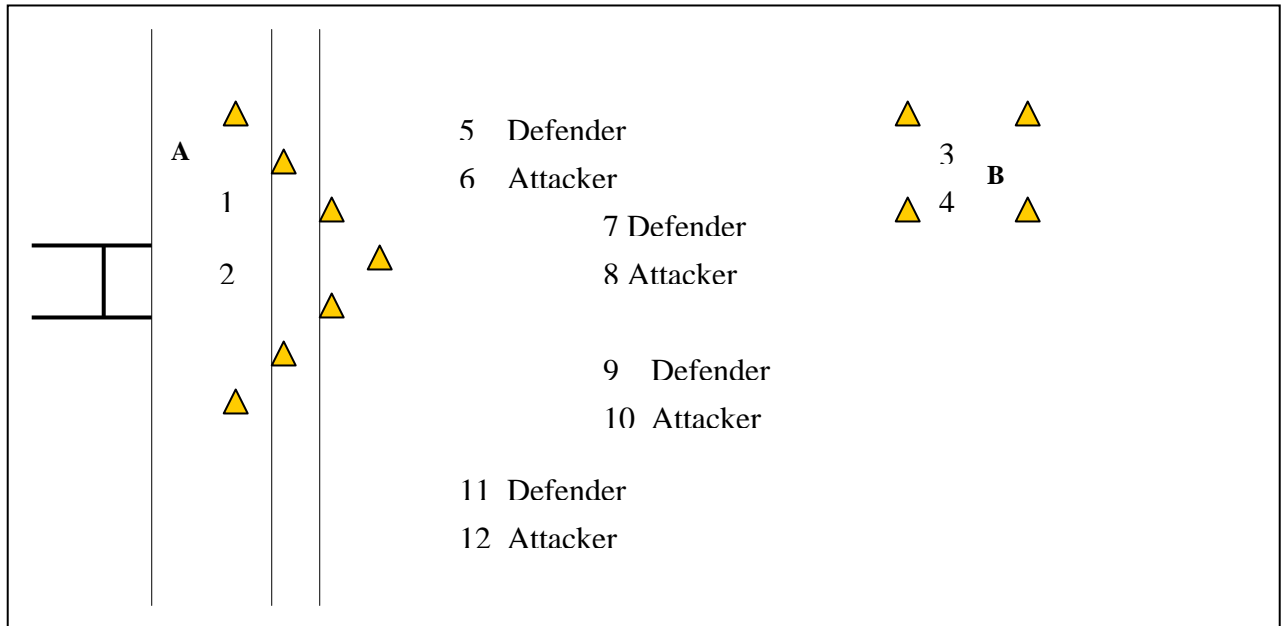 5 Defender
A
3
6 Attacker
B
1
4
7 Defender
2
8 Attacker
9 Defender
10 Attacker
11 Defender
12 Attacker